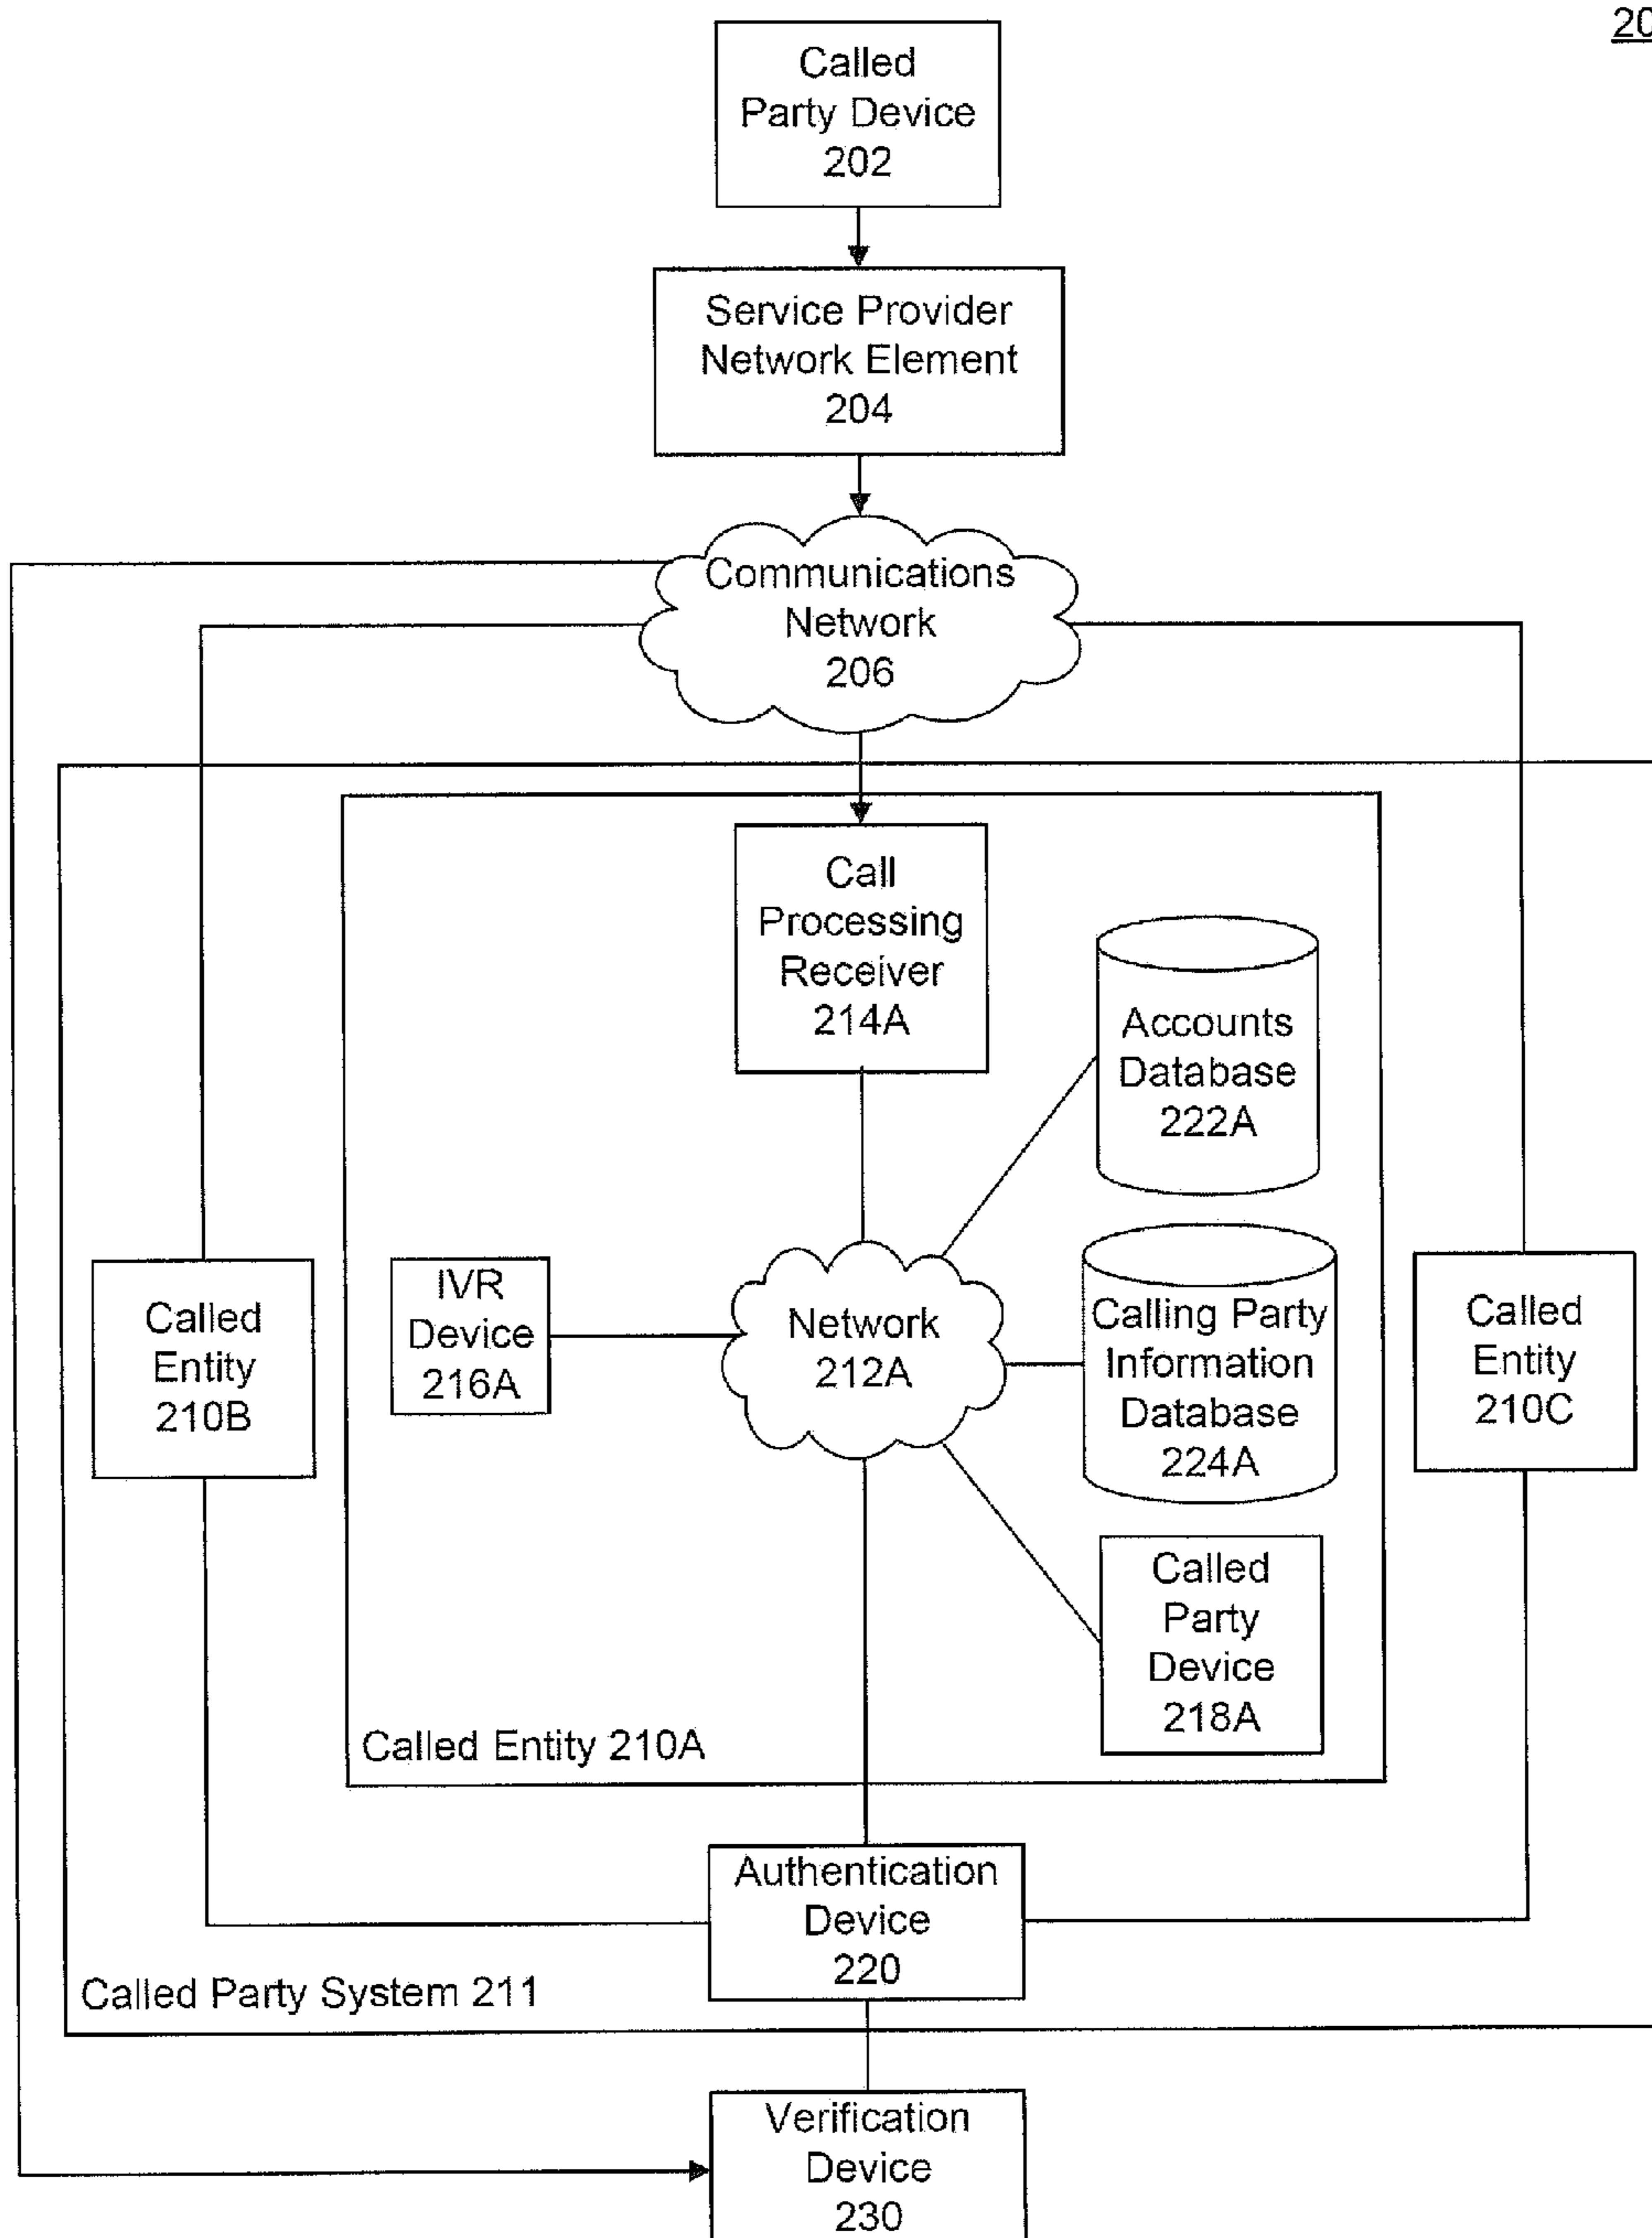 20
Called
Party Device
202
Service Provider
Network Element
204
Communications
Network
206
Call
Processing
Receiver
214A
Accounts
Database
222A
IVR
Device
216A
Network
212A
Calling Party
Information
Database
224A
Called
Entity
210B
Called
Entity
210C
Called
Party
Device
218A
Called Entity 210A
Authentication
Device
220
Called Party System 211
Verification
Device
230